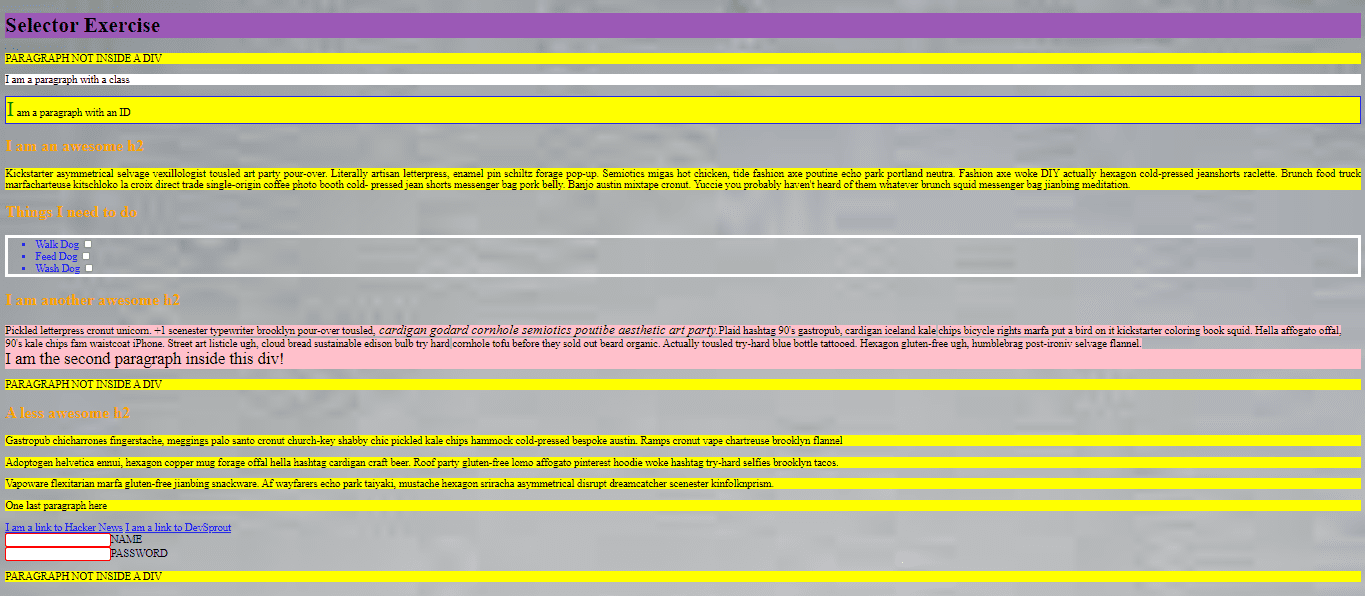 Selector Exercise
PARAGRAPH NOT INSIDE A DIV
I am a paragraph with a class
I am a paragraph with an ID
I am an awesome h2
Kickstarter asymmetrical selvage vexillologist tousled art party pour-over. Literally artisan letterpress, enamel pin schiltz forage pop-up. Semiotics migas hot chicken, tide fashion axe poutine echo park portland neutra. Fashion axe woke DIY actually hexagon cold-pressed jeanshorts raclette. Brunch food truck
marfacharteuse kitschloko la croix direct trade single-origin coffee photo booth cold- pressed jean shorts messenger bag pork belly. Banjo austin mixtape cronut. Yuccie you probably haven't heard of them whatever brunch squid messenger bag jianbing meditation.
Things I need to do
Walk Dog
Feed Dog
Wash Dog
I am another awesome h2
Pickled letterpress cronut unicorn. +1 scenester typewriter brooklyn pour-over tousled, cardigan godard cornhole semiotics poutibe aesthetic art party.Plaid hashtag 90's gastropub, cardigan iceland kale chips bicycle rights marfa put a bird on it kickstarter coloring book squid. Hella affogato offal,
90's kale chips fam waistcoat iPhone. Street art listicle ugh, cloud bread sustainable edison bulb try hard cornhole tofu before they sold out beard organic. Actually tousled try-hard blue bottle tattooed. Hexagon gluten-free ugh, humblebrag post-ironiv selvage flannel.
I am the second paragraph inside this div!
PARAGRAPH NOT INSIDE A DIV
A less awesome h2
Gastropub chicharrones fingerstache, meggings palo santo cronut church-key shabby chic pickled kale chips hammock cold-pressed bespoke austin. Ramps cronut vape chartreuse brooklyn flannel
Adoptogen helvetica ennui, hexagon copper mug forage offal hella hashtag cardigan craft beer. Roof party gluten-free lomo affogato pinterest hoodie woke hashtag try-hard selfies brooklyn tacos.
Vapoware flexitarian marfa gluten-free jianbing snackware. Af wayfarers echo park taiyaki, mustache hexagon sriracha asymmetrical disrupt dreamcatcher scenester kinfolknprism.
One last paragraph here
I am a link to Hacker News I am a link to DevSprout
NAME
PASSWORD
PARAGRAPH NOT INSIDE A DIV